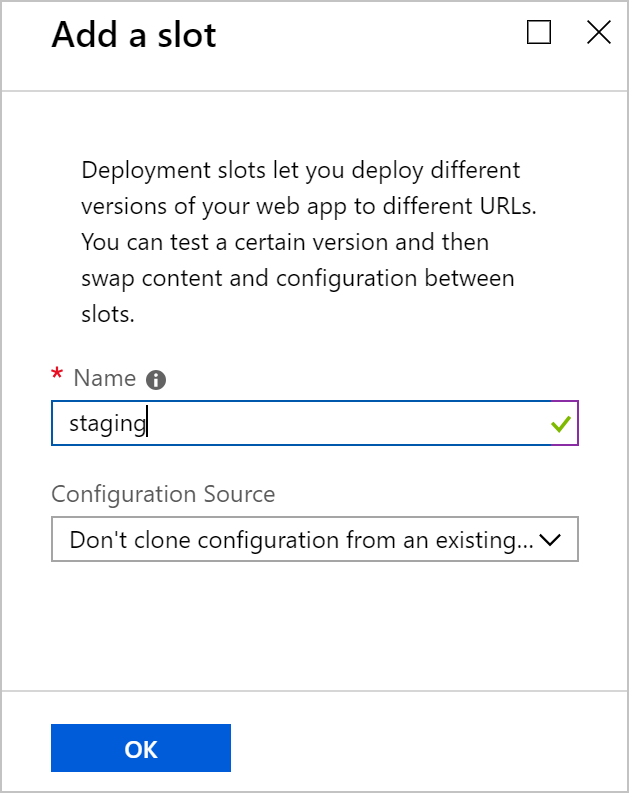 Add a slot
Deployment slots let you deploy different
versions of your web app to different URLs.
You can test a certain version and then
swap content and configuration between
slots.
* Name
staging
Configuration Source
Don't clone configuration from an existing...
OK